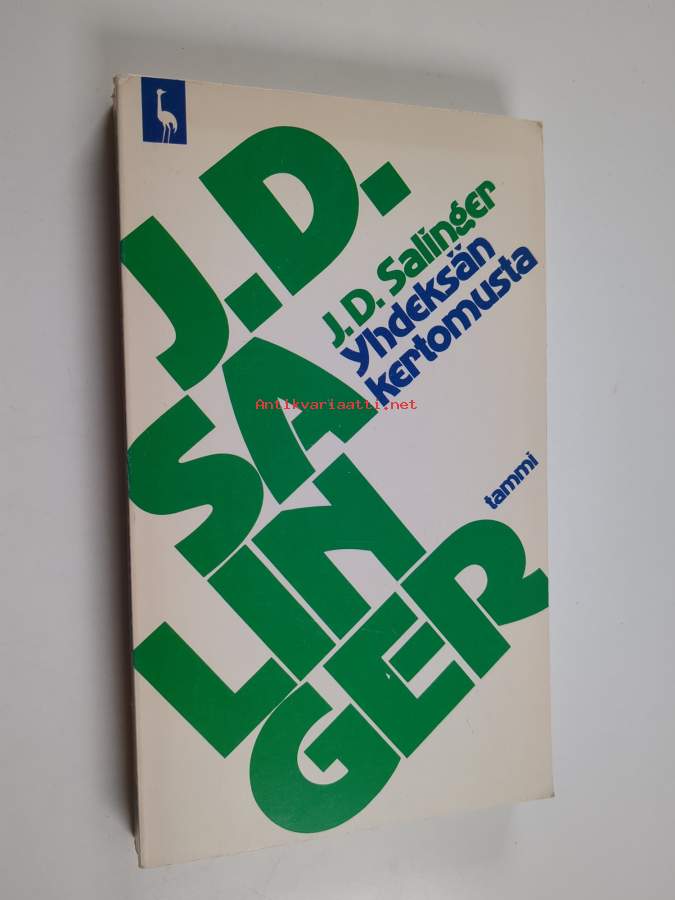 J.D.
SA
LIN
GER
J.D. Salinger
Yhdeksän
kertomusta
tammi
Antikvariaatti.net